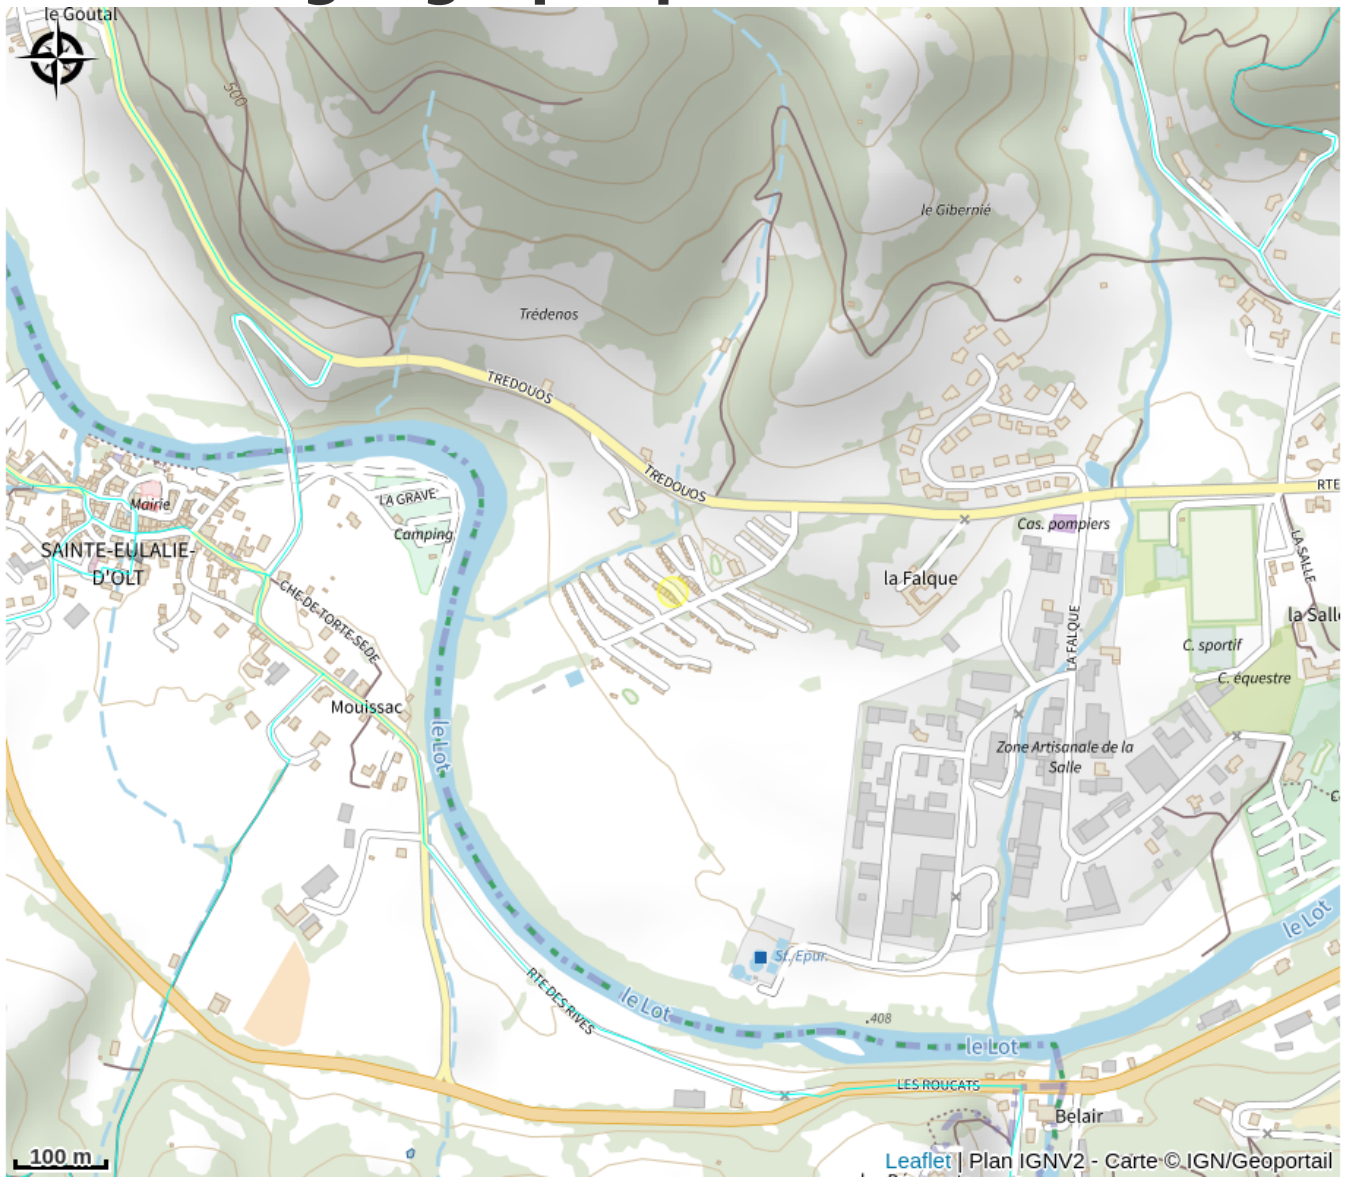 le Goutal
500
le Gibernié
Trédenos
TREDOUOS
TREDOUOS
RTE
LA GRAVE
Mairie
Camping
Cas. pompiers
SAINTE-EULALIE-
D'OLT
la Falque
LA SALLE
CHE DE TORTE SEDE
LA FALQUE
la Sall
C. sportif
C. équestre
Mouissac
le Lot
Zone Artisanale de la
Salle
le Lot
St. Epur.
RTE DES RIVES
le Lot
408
le Lot
LES ROUCATS
Belair
100 m
Leaflet | Plan IGNV2 - Carte © IGN/Geoportail